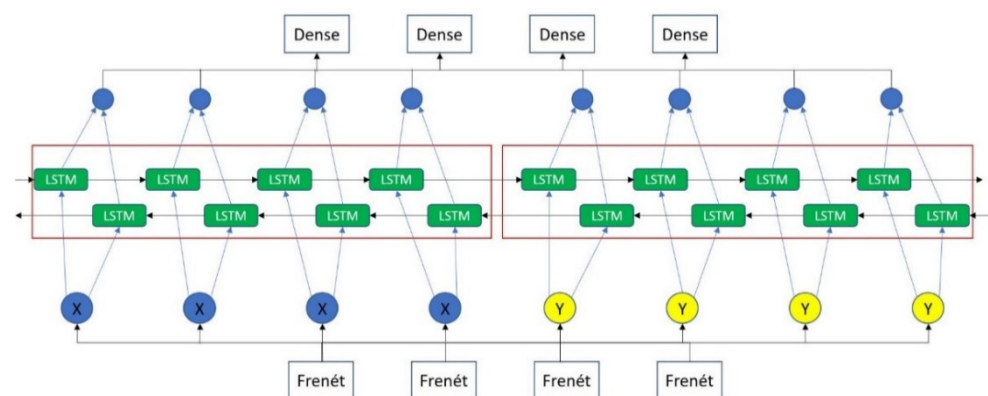 Dense Dense Dense Dense
LSTM LSTM LSTM LSTM LSTM LSTM LSTM LSTM
LSTM LSTM LSTM LSTM LSTM LSTM LSTM LSTM
X X X X Y Y Y Y
Frenét Frenét Frenét Frenét